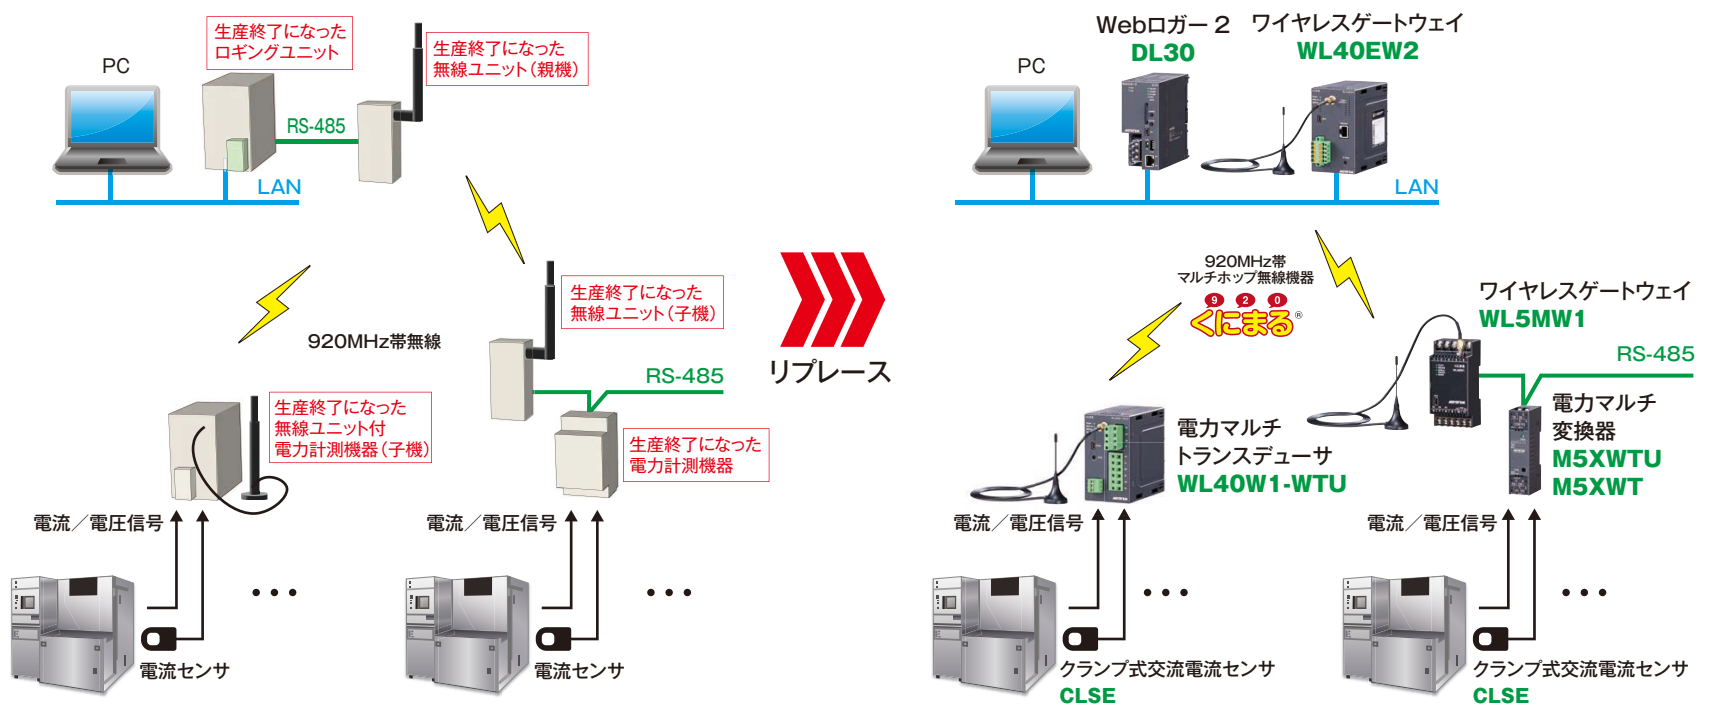 生産終了になった
ロギングユニット
生産終了になった
無線ユニット（親機）
PC
RS-485
LAN
生産終了になった
無線ユニット（子機）
920MHz帯無線
RS-485
生産終了になった
無線ユニット付
電力計測機器（子機）
生産終了になった
電力計測機器
電流／電圧信号
電流／電圧信号
・・・
・・・
電流センサ
電流センサ
リプレース
Webロガー 2
DL30
ワイヤレスゲートウェイ
WL40EW2
PC
LAN
920MHz帯
マルチホップ無線機器
9 2 0
くにまる®
ワイヤレスゲートウェイ
WL5MW1
RS-485
電力マルチ
トランスデューサ
WL40W1-WTU
電力マルチ
変換器
M5XWTU
M5XWT
電流／電圧信号
電流／電圧信号
・・・
・・・
クランプ式交流電流センサ
CLSE
クランプ式交流電流センサ
CLSE